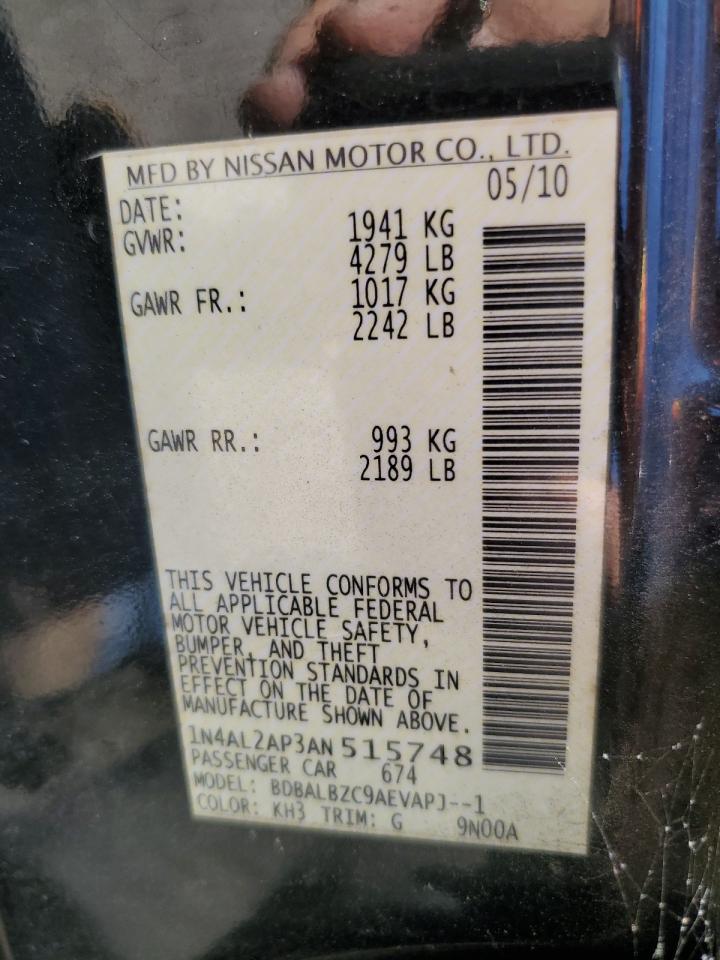 MFD BY NISSAN MOTOR CO., LTD.
DATE: 05/10
GVWR: 1941 KG
4279 LB
GAWR FR.: 1017 KG
2242 LB
GAWR RR.: 993 KG
2189 LB
THIS VEHICLE CONFORMS TO
ALL APPLICABLE FEDERAL
MOTOR VEHICLE SAFETY,
BUMPER, AND THEFT
PREVENTION STANDARDS IN
EFFECT ON THE DATE OF
MANUFACTURE SHOWN ABOVE.
1N4AL2AP3AN 515748
PASSENGER CAR 674
MODEL: BDBALBZC9AEVAPJ--1
COLOR: KH3 TRIM: G 9N00A